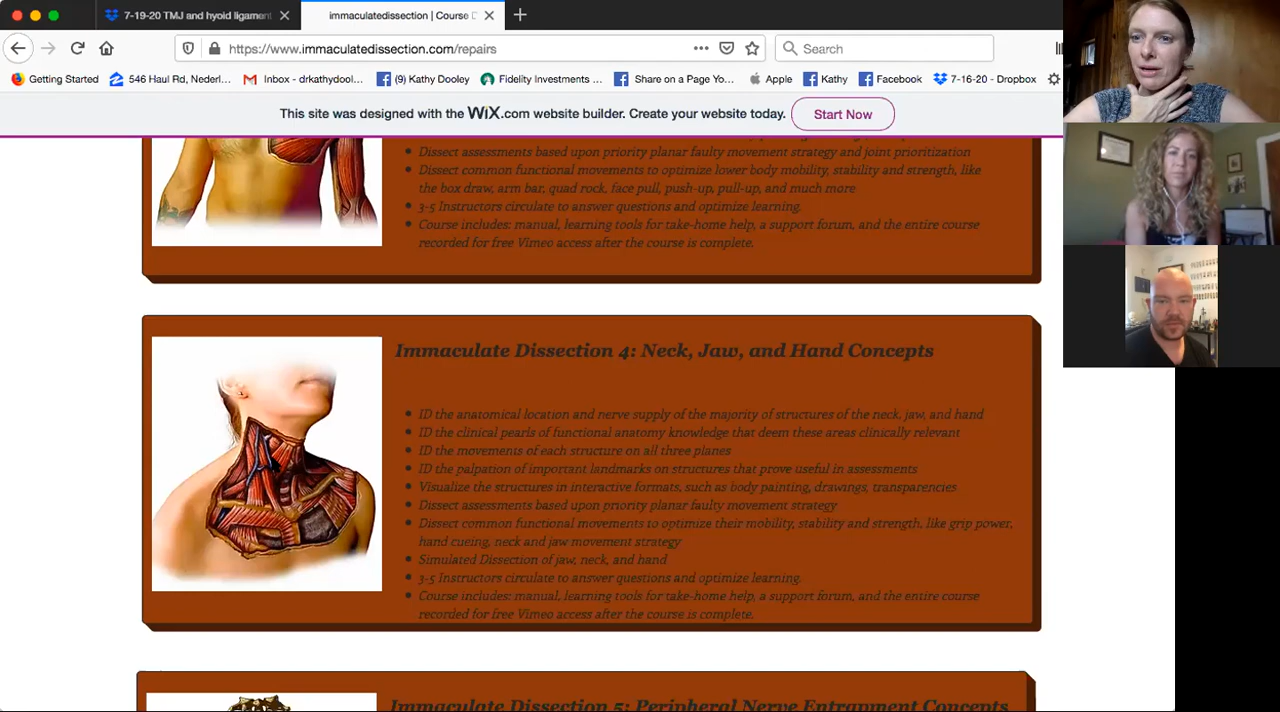 7-19-20 TMJ and hyoid ligament
immaculatedissection | Course D
https://www.immaculatedissection.com/repairs
Search
Getting Started
546 Haul Rd, Nederl...
Inbox - drkathydool...
(9) Kathy Dooley
Fidelity Investments ...
Share on a Page Yo...
Apple
Kathy
Facebook
7-16-20 - Dropbox
This site was designed with the WiX.com website builder. Create your website today.
Start Now
Dissect assessments based upon priority planar faulty movement strategy and joint prioritization
Dissect common functional movements to optimize lower body mobility, stability and strength, like
the box draw, arm bar, quad rock, face pull, push-up, pull-up, and much more
3-5 Instructors circulate to answer questions and optimize learning.
Course includes: manual, learning tools for take-home help, a support forum, and the entire course
recorded for free Vimeo access after the course is complete.
Immaculate Dissection 4: Neck, Jaw, and Hand Concepts
ID the anatomical location and nerve supply of the majority of structures of the neck, jaw, and hand
ID the clinical pearls of functional anatomy knowledge that deem these areas clinically relevant
ID the movements of each structure on all three planes
ID the palpation of important landmarks on structures that prove useful in assessments
Visualize the structures in interactive formats, such as body painting, drawings, transparencies
Dissect assessments based upon priority planar faulty movement strategy
Dissect common functional movements to optimize their mobility, stability and strength, like grip power,
hand cueing, neck and jaw movement strategy
Simulated Dissection of jaw, neck, and hand
3-5 Instructors circulate to answer questions and optimize learning.
Course includes: manual, learning tools for take-home help, a support forum, and the entire course
recorded for free Vimeo access after the course is complete.
Immaculate Dissection 5: Peripheral Nerve Entrapment Concepts